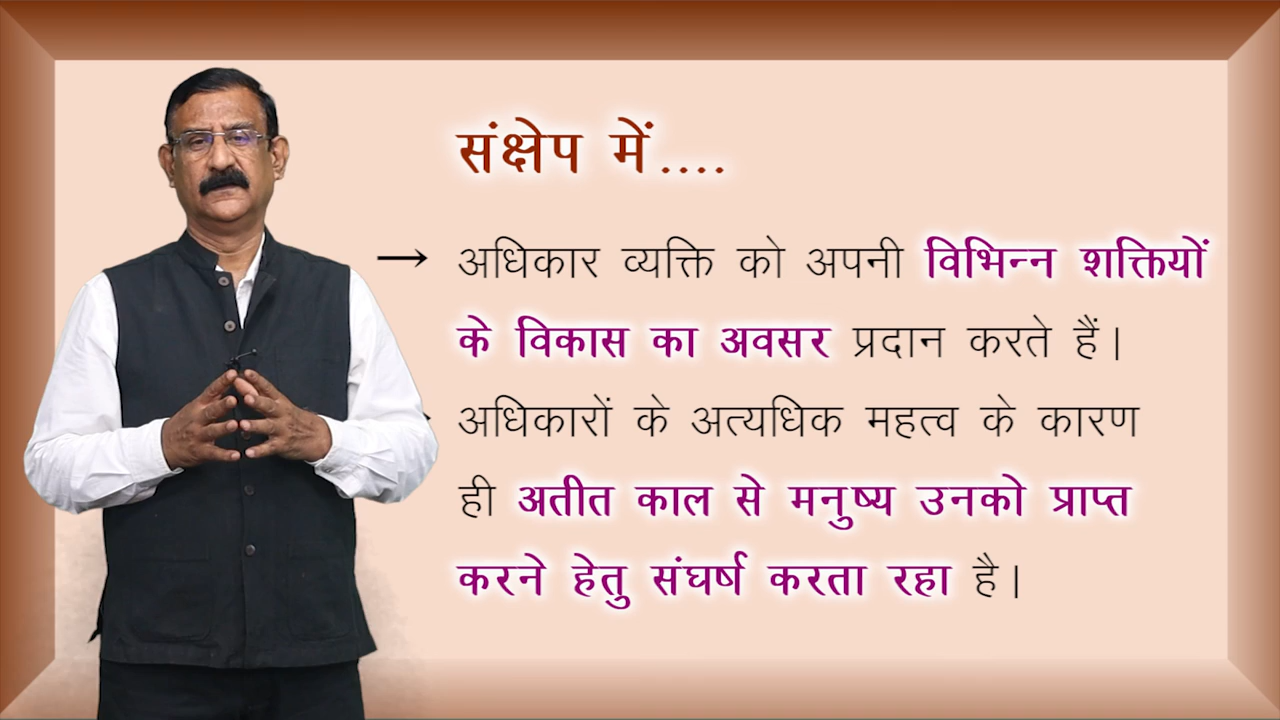 संक्षेप में....
→ अधिकार व्यक्ति को अपनी विभिन्न शक्तियों
के विकास का अवसर प्रदान करते हैं।
अधिकारों के अत्यधिक महत्व के कारण
ही अतीत काल से मनुष्य उनको प्राप्त
करने हेतु संघर्ष करता रहा है।